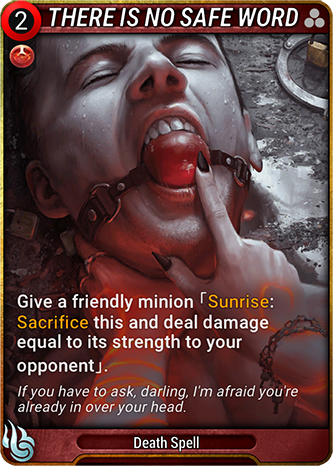 2 THERE IS NO SAFE WORD
Give a friendly minion「Sunrise:
Sacrifice this and deal damage
equal to its strength to your
opponent」.
If you have to ask, darling, I'm afraid you're
already in over your head.
Death Spell